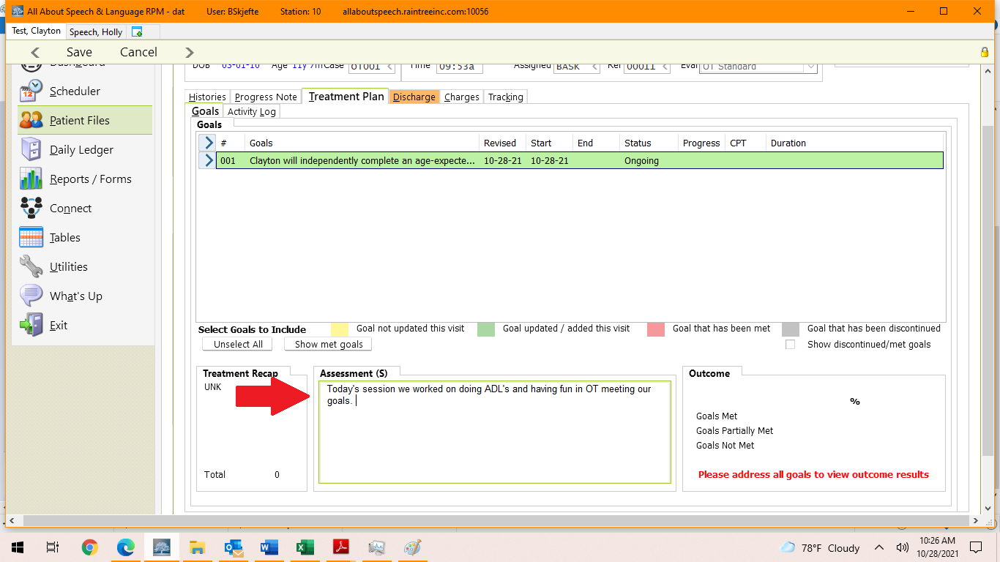 All About Speech & Language RPM - dat User: BSkjefte Station: 10 allaboutspeech.raintreeinc.com:10056
Test, Clayton Speech, Holly
Save Cancel
Dashboard
DOB 03-01-10 Age 11y 7m Case OT001 Time 09:53a Assigned BASK Ref 00011 Eval OT Standard
Scheduler
Patient Files
Daily Ledger
Reports / Forms
Connect
Tables
Utilities
What's Up
Exit
Histories Progress Note Treatment Plan Discharge Charges Tracking
Goals Activity Log
Goals
# Goals Revised Start End Status Progress CPT Duration
001 Clayton will independently complete an age-expecte... 10-28-21 10-28-21 Ongoing
Select Goals to Include Goal not updated this visit Goal updated / added this visit Goal that has been met Goal that has been discontinued
Unselect All Show met goals Show discontinued/met goals
Treatment Recap
UNK
Total 0
Assessment (S)
Today's session we worked on doing ADL's and having fun in OT meeting our
goals.
Outcome
%
Goals Met
Goals Partially Met
Goals Not Met
Please address all goals to view outcome results
78°F Cloudy
10:26 AM
10/28/2021